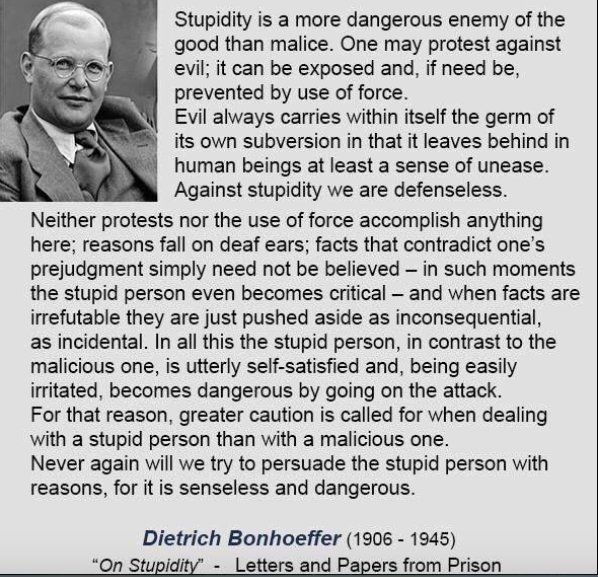 Stupidity is a more dangerous enemy of the
good than malice. One may protest against
evil; it can be exposed and, if need be,
prevented by use of force.
Evil always carries within itself the germ of
its own subversion in that it leaves behind in
human beings at least a sense of unease.
Against stupidity we are defenseless.
Neither protests nor the use of force accomplish anything
here; reasons fall on deaf ears; facts that contradict one's
prejudgment simply need not be believed – in such moments
the stupid person even becomes critical – and when facts are
irrefutable they are just pushed aside as inconsequential,
as incidental. In all this the stupid person, in contrast to the
malicious one, is utterly self-satisfied and, being easily
irritated, becomes dangerous by going on the attack.
For that reason, greater caution is called for when dealing
with a stupid person than with a malicious one.
Never again will we try to persuade the stupid person with
reasons, for it is senseless and dangerous.
Dietrich Bonhoeffer (1906 - 1945)
“On Stupidity” - Letters and Papers from Prison